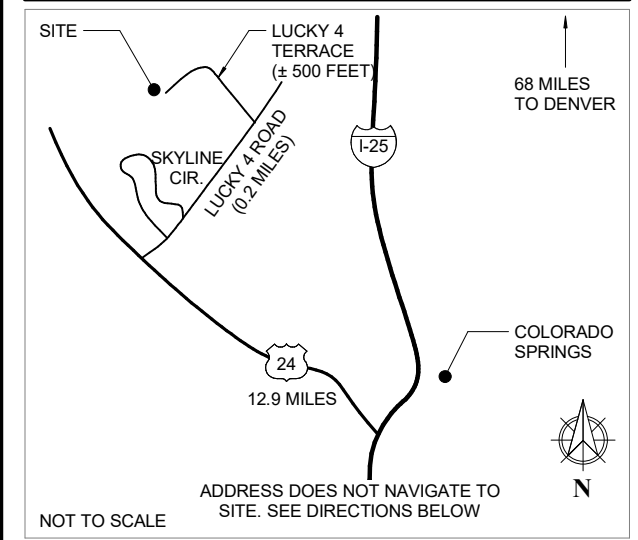 SITE
LUCKY 4
TERRACE
(± 500 FEET)
68 MILES
TO DENVER
I-25
SKYLINE
CIR.
LUCKY 4 ROAD
(0.2 MILES)
COLORADO
SPRINGS
24
12.9 MILES
N
ADDRESS DOES NOT NAVIGATE TO
SITE. SEE DIRECTIONS BELOW
NOT TO SCALE